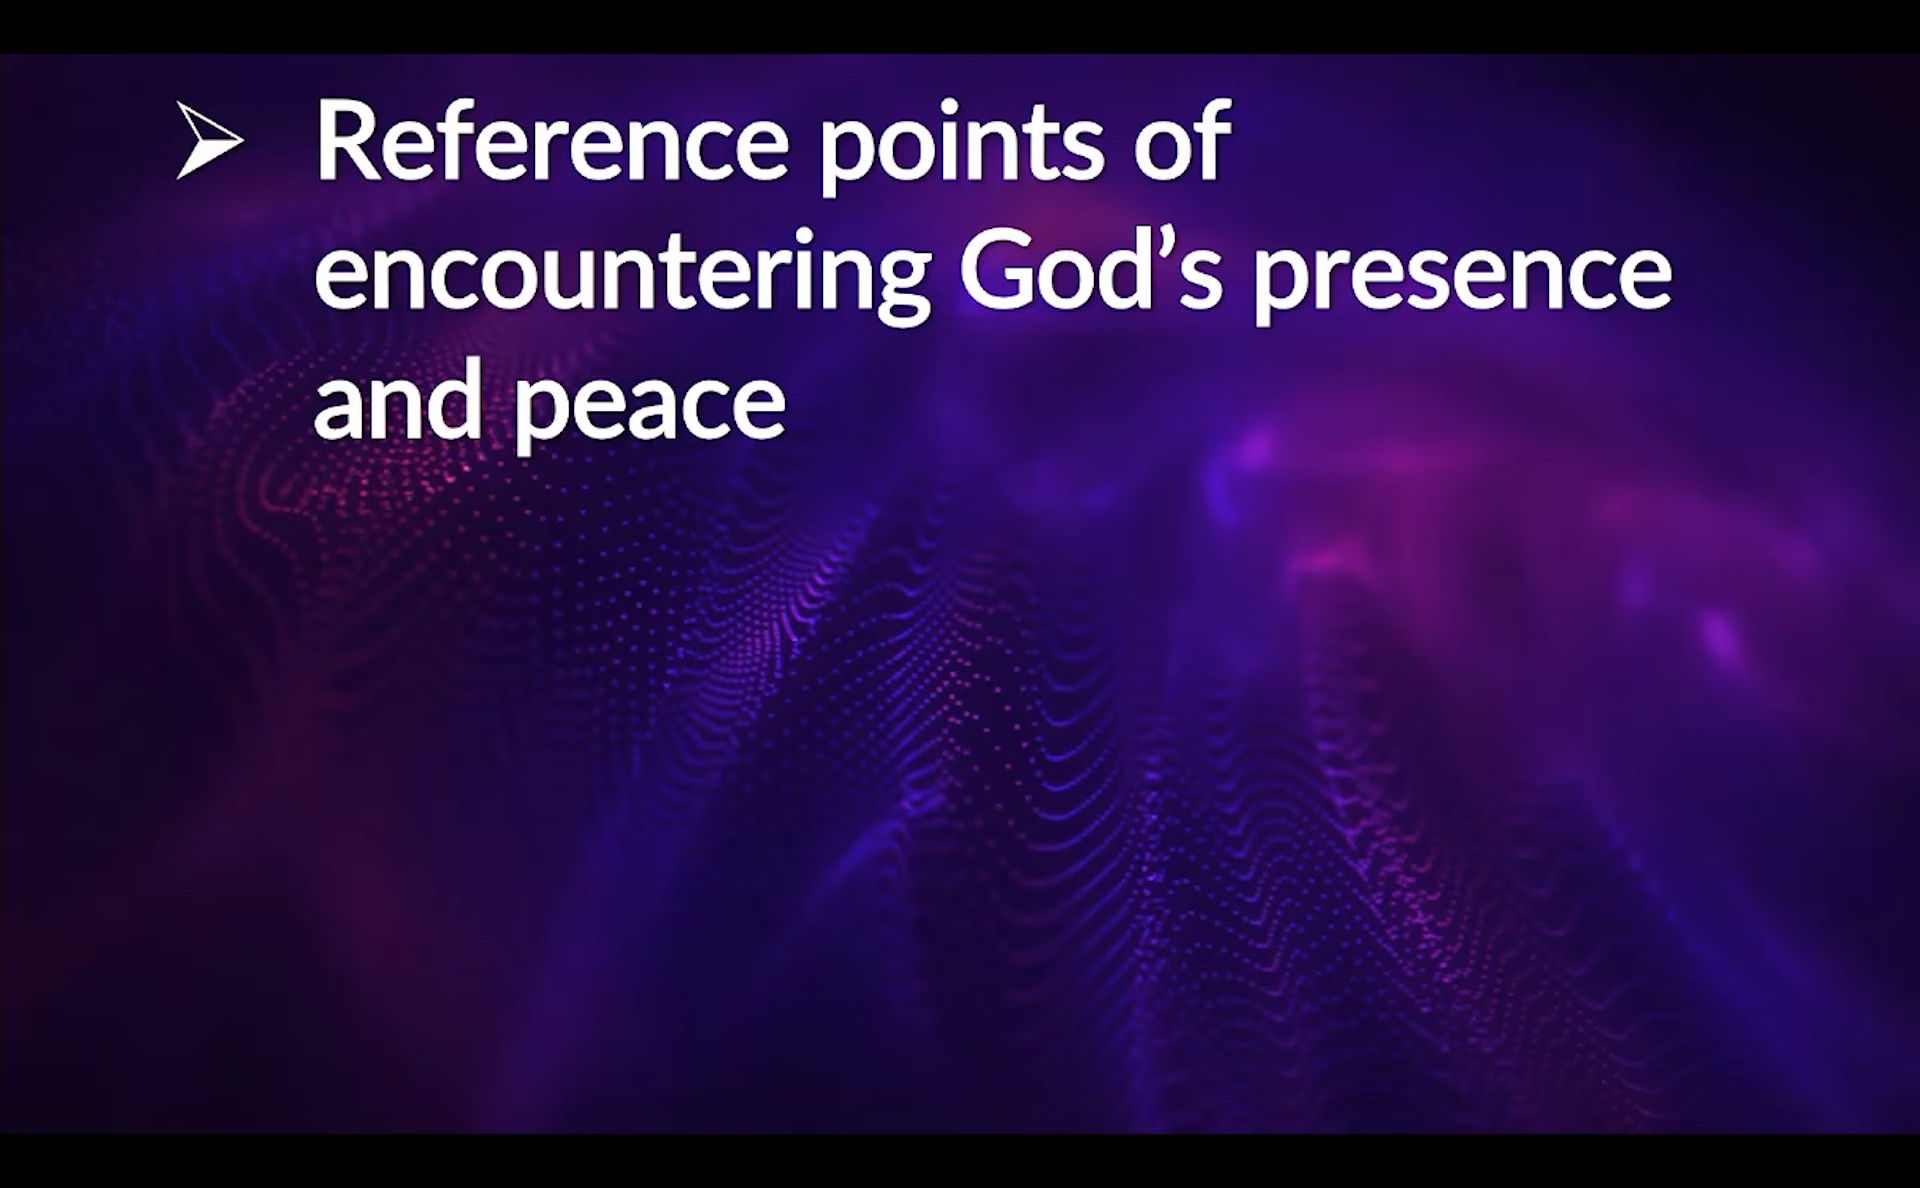 ➢ Reference points of
encountering God’s presence
and peace